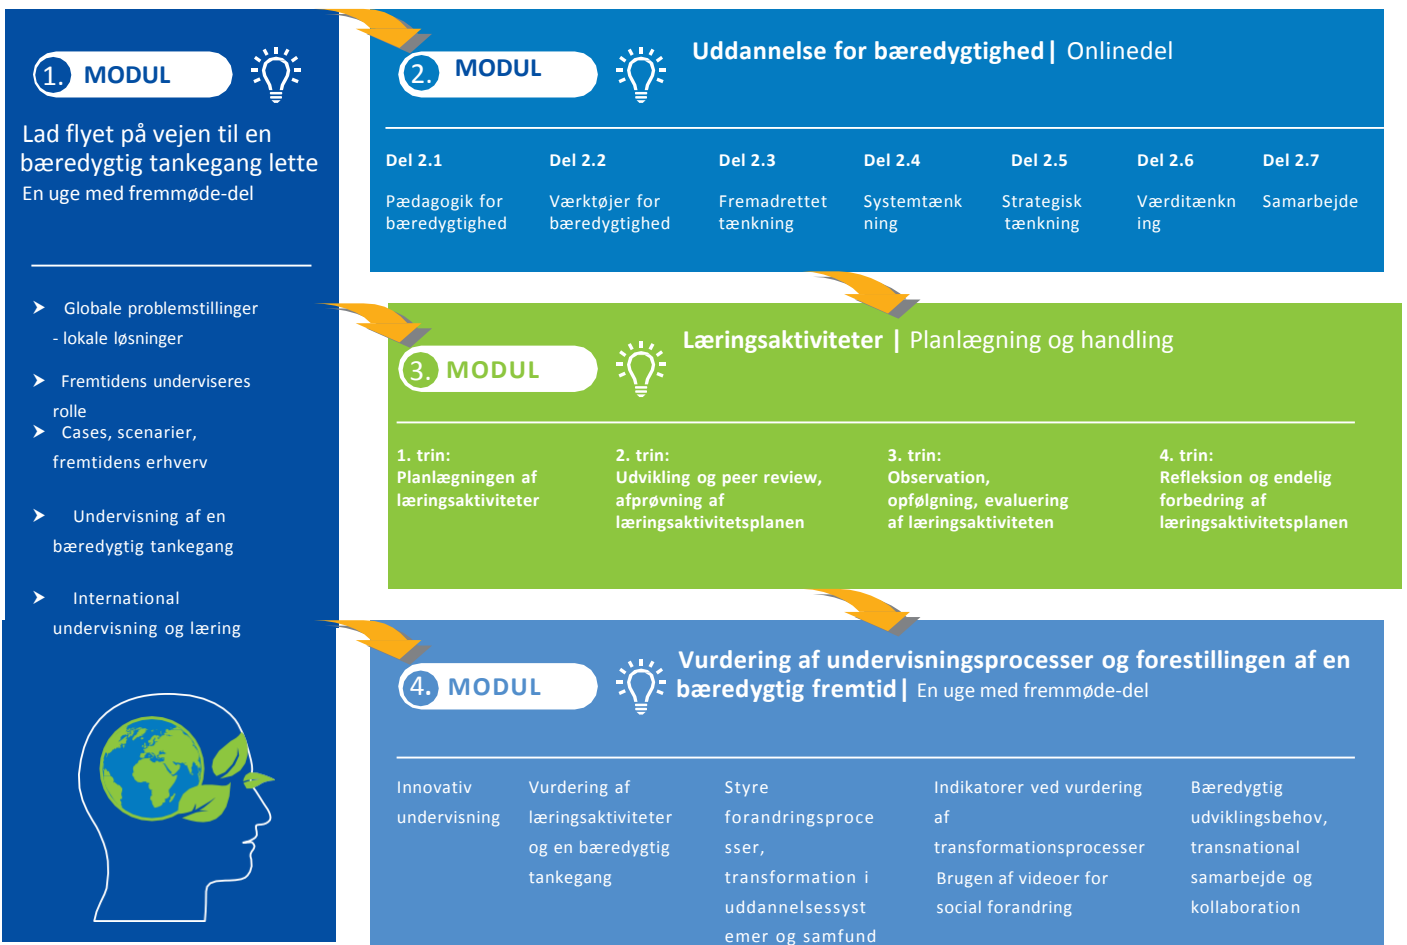 1. MODUL
Lad flyet på vejen til en
bæredygtig tankegang lette
En uge med fremmøde-del
➤ Globale problemstillinger
- lokale løsninger
➤ Fremtidens underviseres
rolle
➤ Cases, scenarier,
fremtidens erhverv
➤ Undervisning af en
bæredygtig tankegang
➤ International
undervisning og læring
2. MODUL
Uddannelse for bæredygtighed| Onlinedel
Del 2.1
Pædagogik for
bæredygtighed
Del 2.2
Værktøjer for
bæredygtighed
Del 2.3
Fremadrettet
tænkning
Del 2.4
Systemtænk
ning
Del 2.5
Strategisk
tænkning
Del 2.6
Værditænkn
ing
Del 2.7
Samarbejde
3. MODUL
Læringsaktiviteter | Planlægning og handling
1. trin:
Planlægningen af
læringsaktiviteter
2. trin:
Udvikling og peer review,
afprøvning af
læringsaktivitetsplanen
3. trin:
Observation,
opfølgning, evaluering
af læringsaktiviteten
4. trin:
Refleksion og endelig
forbedring af
læringsaktivitetsplanen
4. MODUL
Vurdering af undervisningsprocesser og forestillingen af en
bæredygtig fremtid| En uge med fremmøde-del
Innovativ
undervisning
Vurdering af
læringsaktiviteter
og en bæredygtig
tankegang
Styre
forandringsproce
sser,
transformation i
uddannelsessyst
emer og samfund
Indikatorer ved vurdering
af
transformationsprocesser
Brugen af videoer for
social forandring
Bæredygtig
udviklingsbehov,
transnational
samarbejde og
kollaboration